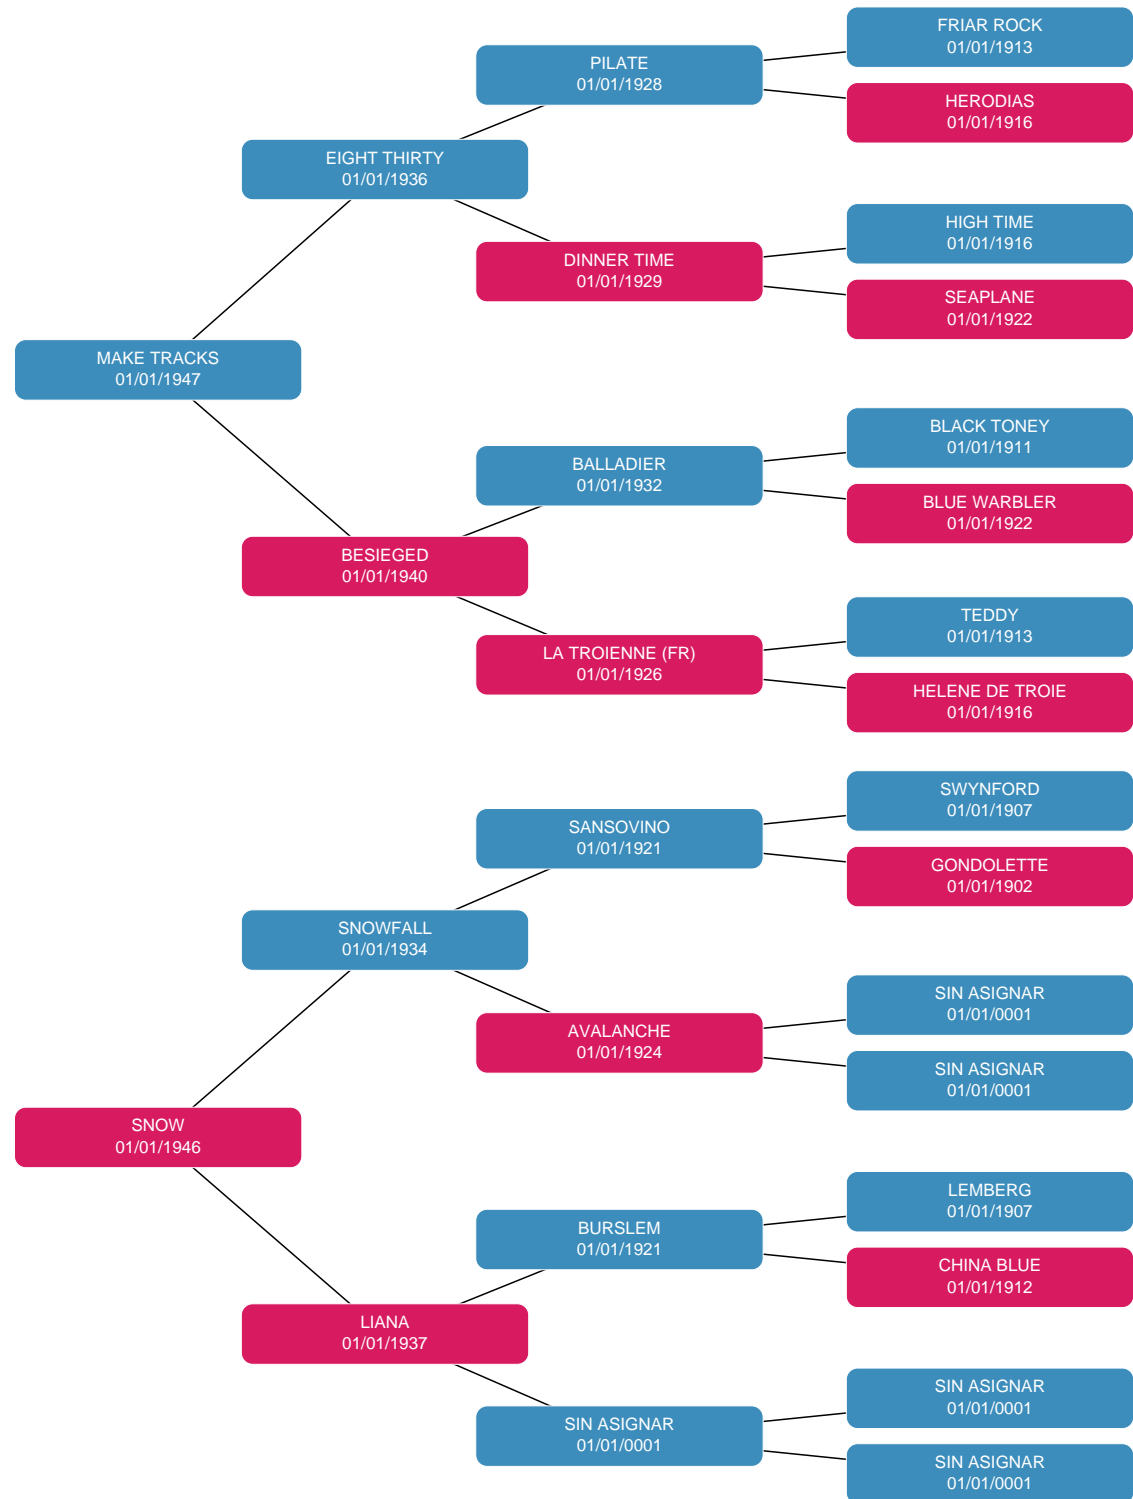 FRIAR ROCK
01/01/1913
PILATE
01/01/1928
HERODIAS
01/01/1916
EIGHT THIRTY
01/01/1936
HIGH TIME
01/01/1916
DINNER TIME
01/01/1929
SEAPLANE
01/01/1922
MAKE TRACKS
01/01/1947
BLACK TONEY
01/01/1911
BALLADIER
01/01/1932
BLUE WARBLER
01/01/1922
BESIEGED
01/01/1940
TEDDY
01/01/1913
LA TROIENNE (FR)
01/01/1926
HELENE DE TROIE
01/01/1916
SWYNFORD
01/01/1907
SANSOVINO
01/01/1921
GONDOLETTE
01/01/1902
SNOWFALL
01/01/1934
SIN ASIGNAR
01/01/0001
AVALANCHE
01/01/1924
SIN ASIGNAR
01/01/0001
SNOW
01/01/1946
LEMBERG
01/01/1907
BURSLEM
01/01/1921
CHINA BLUE
01/01/1912
LIANA
01/01/1937
SIN ASIGNAR
01/01/0001
SIN ASIGNAR
01/01/0001
SIN ASIGNAR
01/01/0001